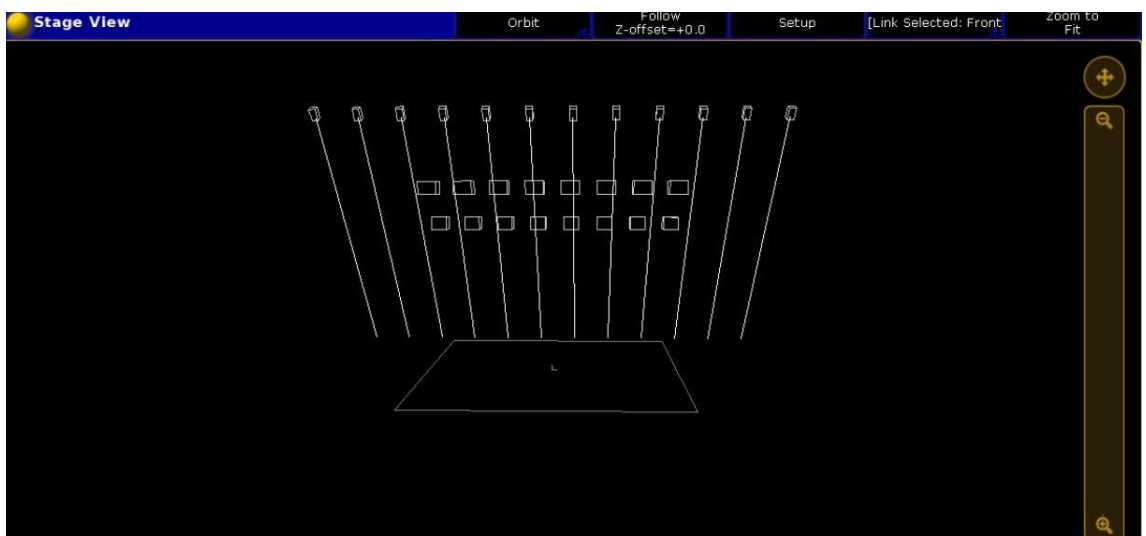 Stage View
Orbit
Follow
Z-offset=+0.0
Setup
[Link Selected: Front
Zoom to
Fit